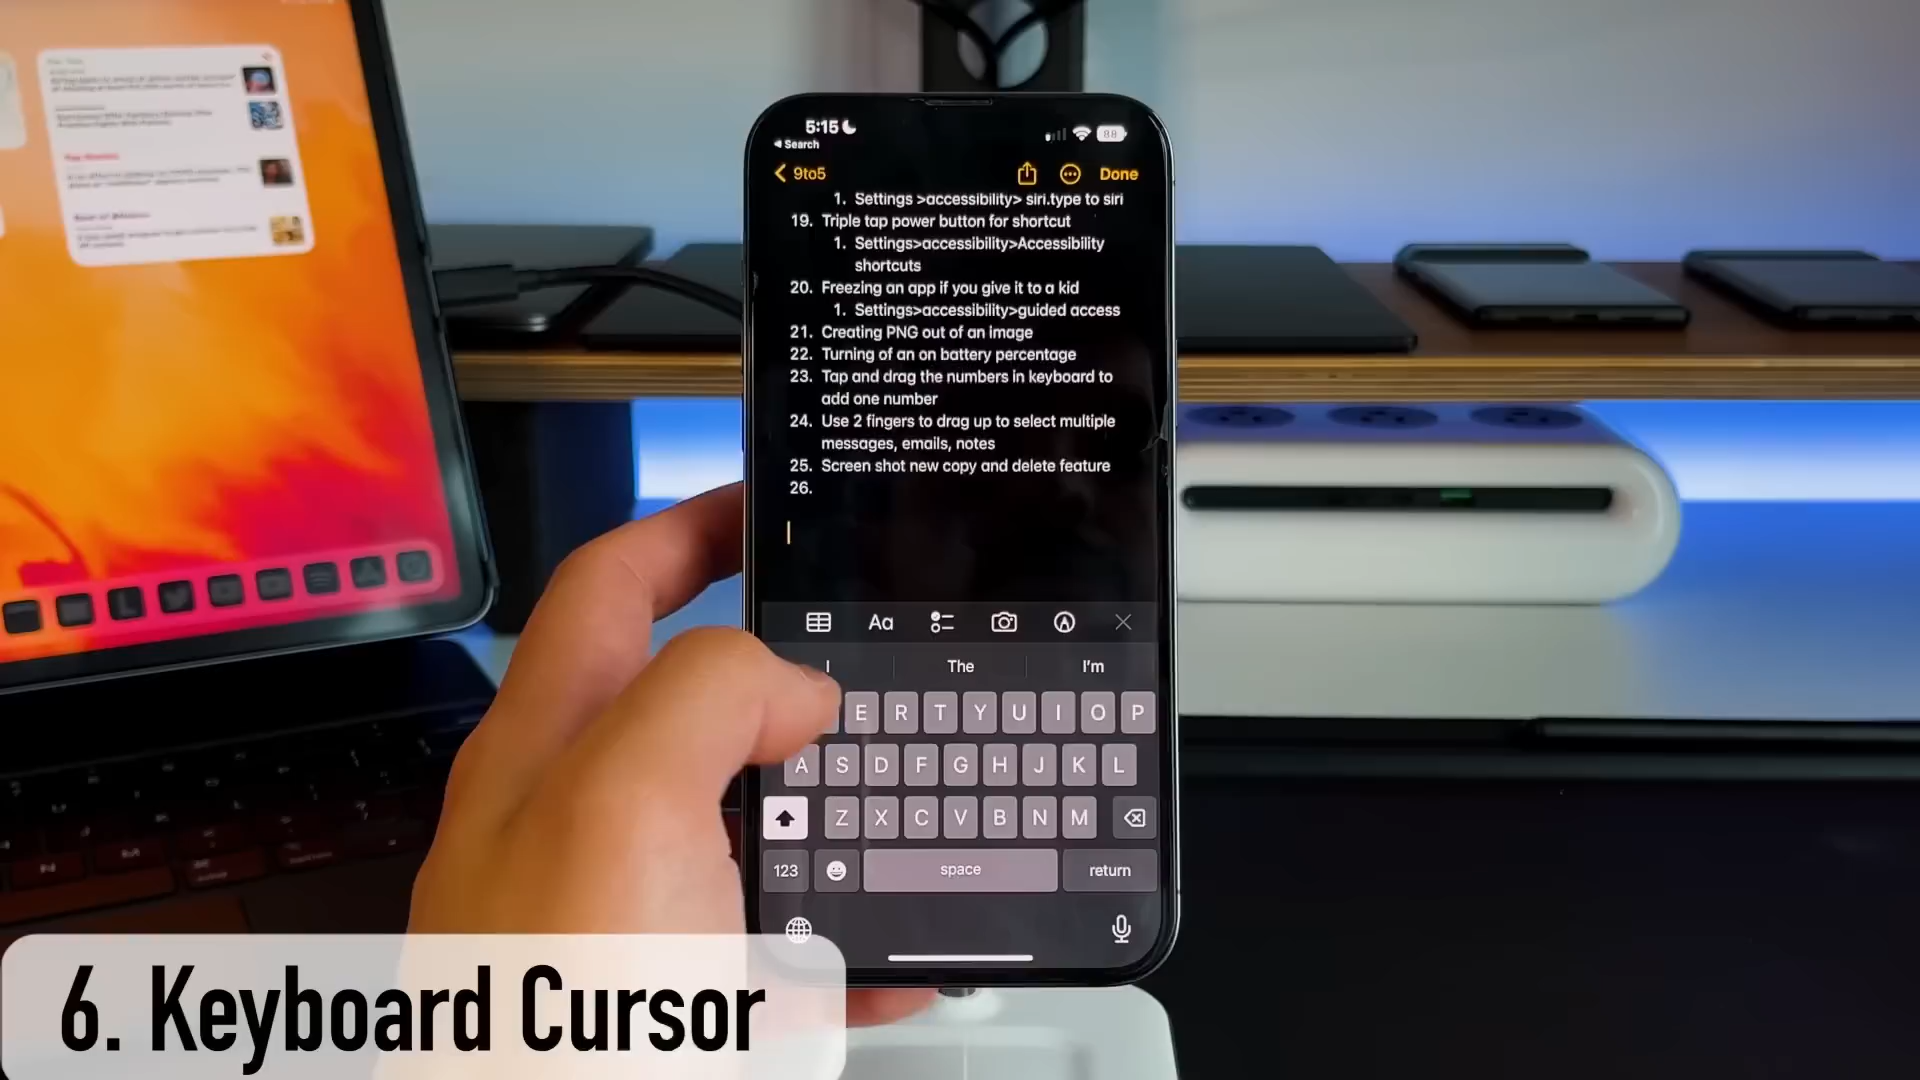 5:15
88
Search
9to5
Done
1. Settings >accessibility> siri.type to siri
19. Triple tap power button for shortcut
1. Settings>accessibility>Accessibility
shortcuts
20. Freezing an app if you give it to a kid
1. Settings>accessibility>guided access
21. Creating PNG out of an image
22. Turning of an on battery percentage
23. Tap and drag the numbers in keyboard to
add one number
24. Use 2 fingers to drag up to select multiple
messages, emails, notes
25. Screen shot new copy and delete feature
26.
Aa
I The I'm
E R T Y U I O P
A S D F G H J K L
Z X C V B N M
123 space return
6. Keyboard Cursor